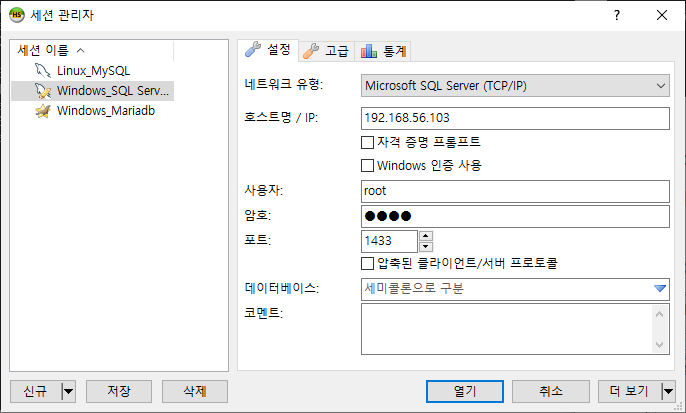 HS 세션 관리자
세션 이름
Linux_MySQL
Windows_SQL Serv...
Windows_Mariadb
설정 고급 통계
네트워크 유형: Microsoft SQL Server (TCP/IP)
호스트명 / IP: 192.168.56.103
자격 증명 프롬프트
Windows 인증 사용
사용자: root
암호: ●●●●
포트: 1433
압축된 클라이언트/서버 프로토콜
데이터베이스: 세미콜론으로 구분
코멘트:
신규 저장 삭제 열기 취소 더 보기